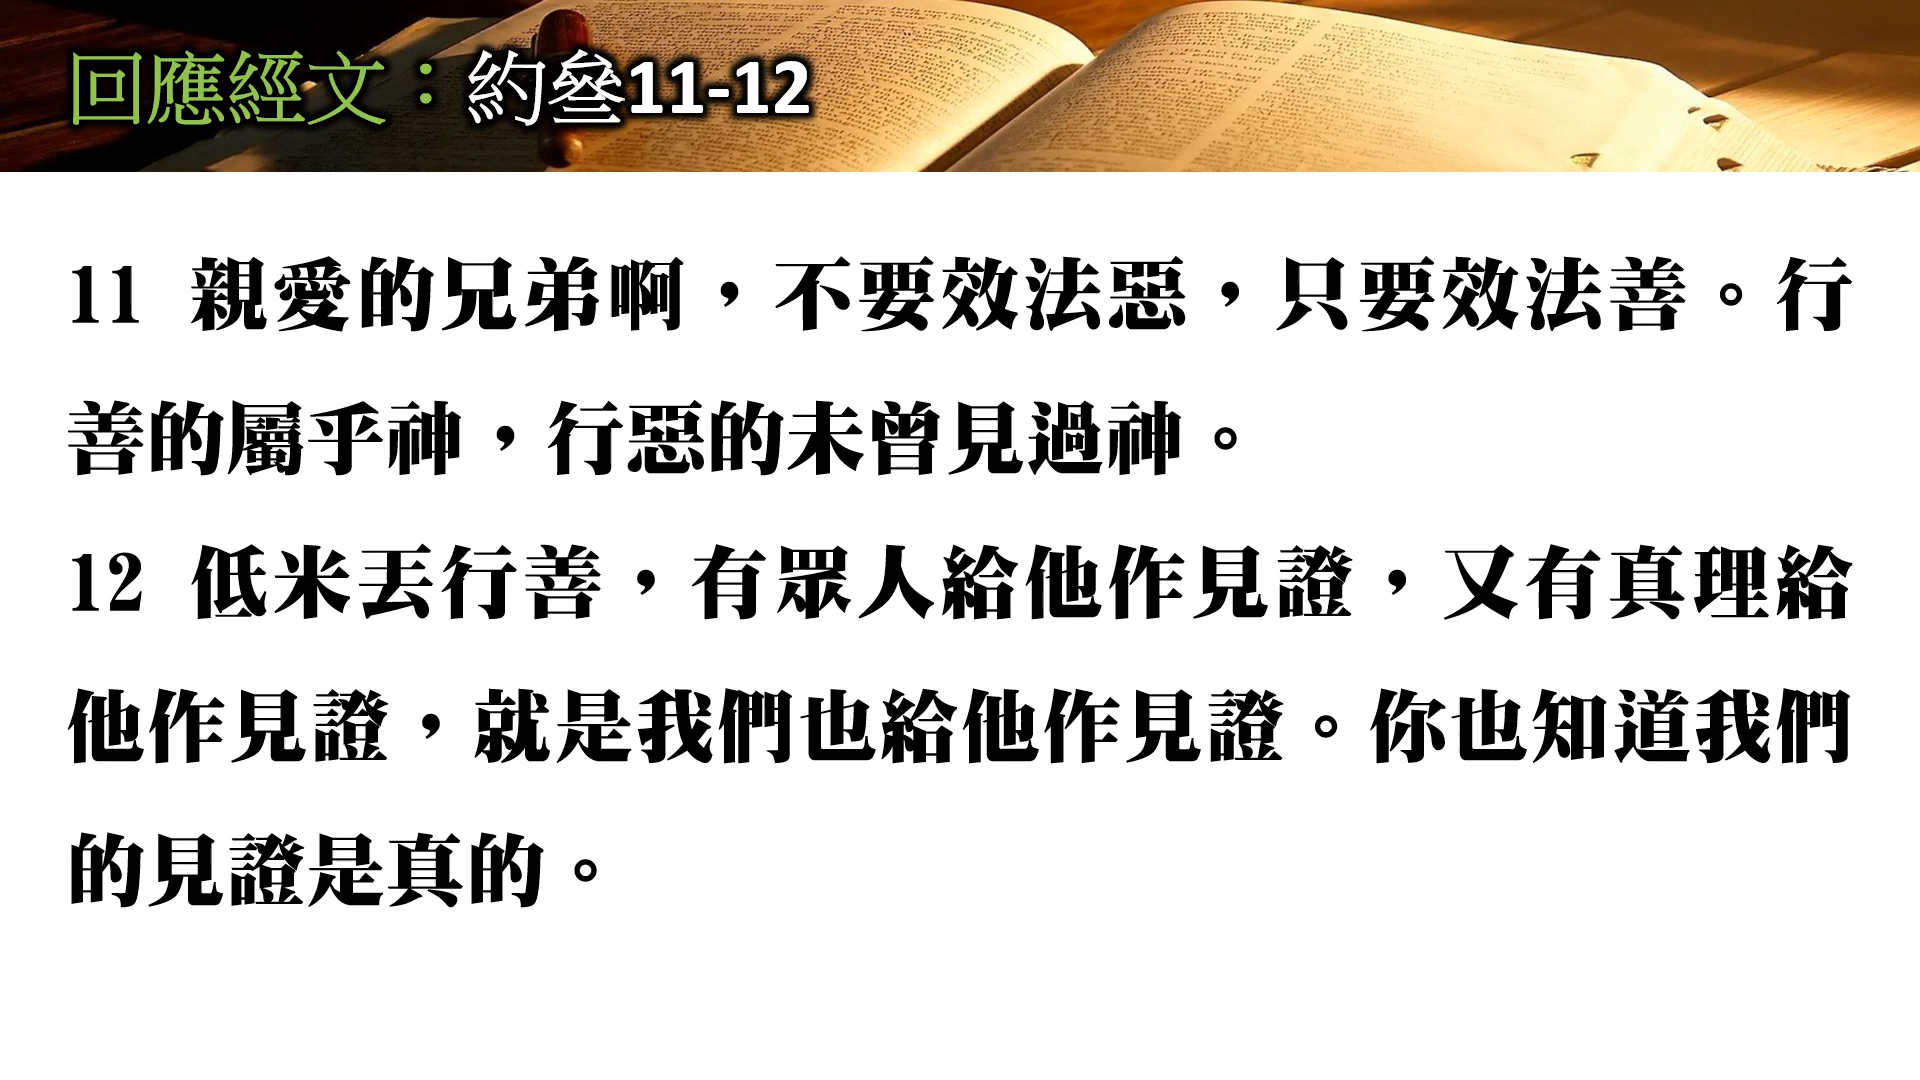 回應經文：約叄11-12
11 親愛的兄弟啊，不要效法惡，只要效法善。行
善的屬乎神，行惡的未曾見過神。
12 低米丟行善，有眾人給他作見證，又有真理給
他作見證，就是我們也給他作見證。你也知道我們
的見證是真的。